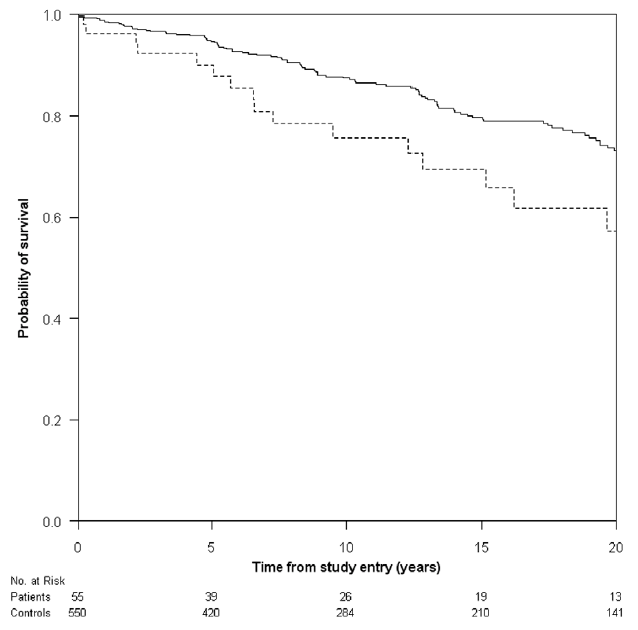 1.0
0.8
0.6
0.4
0.2
0.0
Probability of survival
0 5 10 15 20
Time from study entry (years)
No. at Risk
Patients 55 39 26 19 13
Controls 550 420 284 210 141